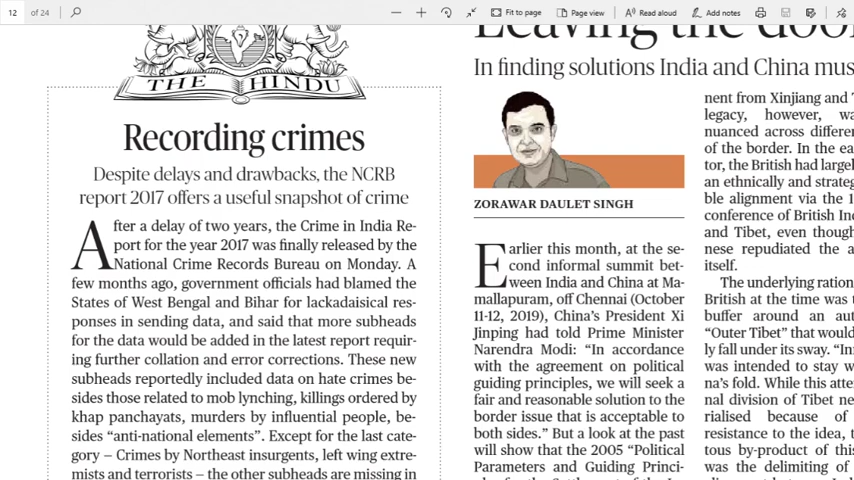 12 of 24 Fit to page Page view Read aloud Add notes
THE HINDU
Recording crimes
Despite delays and drawbacks, the NCRB
report 2017 offers a useful snapshot of crime
After a delay of two years, the Crime in India Re-
port for the year 2017 was finally released by the
National Crime Records Bureau on Monday. A
few months ago, government officials had blamed the
States of West Bengal and Bihar for lackadaisical res-
ponses in sending data, and said that more subheads
for the data would be added in the latest report requir-
ing further collation and error corrections. These new
subheads reportedly included data on hate crimes be-
sides those related to mob lynching, killings ordered by
khap panchayats, murders by influential people, be-
sides “anti-national elements”. Except for the last cate-
gory – Crimes by Northeast insurgents, left wing extre-
mists and terrorists – the other subheads are missing in
Leaving the
In finding solutions India and China mus
ZORAWAR DAULET SINGH
Earlier this month, at the se-
cond informal summit bet-
ween India and China at Ma-
mallapuram, off Chennai (October
11-12, 2019), China’s President Xi
Jinping had told Prime Minister
Narendra Modi: “In accordance
with the agreement on political
guiding principles, we will seek a
fair and reasonable solution to the
border issue that is acceptable to
both sides.” But a look at the past
will show that the 2005 “Political
Parameters and Guiding Princi-
nent from Xinjiang and T
legacy, however, wa
nuanced across differe
of the border. In the ea
tor, the British had largel
an ethnically and strateg
ble alignment via the 1
conference of British In
and Tibet, even though
nese repudiated the a
itself.
The underlying ration
British at the time was t
buffer around an aut
“Outer Tibet” that would
ly fall under its sway. “In
was intended to stay w
na’s fold. While this atte
nal division of Tibet ne
rialised because of
resistance to the idea, t
tous by-product of this
was the delimiting of